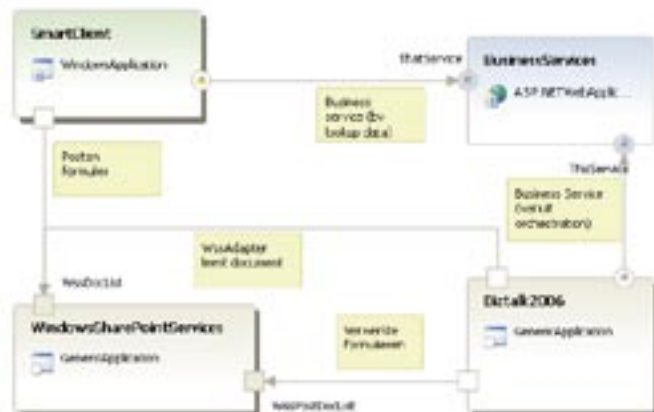 SmartClient
WindowsApplication
ThatService
BusinessServices
ASP.NETWebApplic...
Business
service (bv
lookup data)
Posten
formulier
ThisService
Business Service
(vanuit
orchestration)
WssAdapter
leest document
WssDocList
WindowsSharePointServices
GenericApplication
Verwerkte
Formulieren
Biztalk2006
GenericApplication